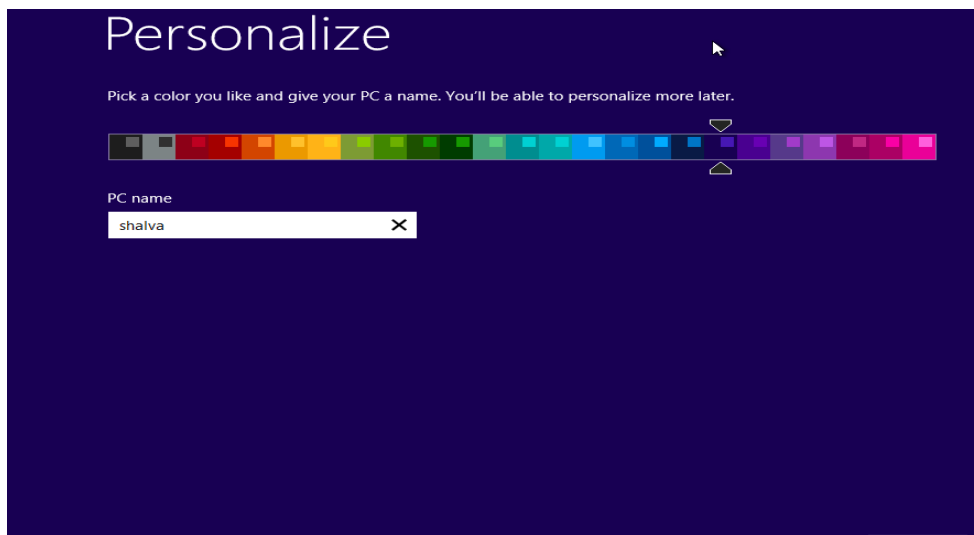 Personalize
Pick a color you like and give your PC a name. You'll be able to personalize more later.
PC name
shalva